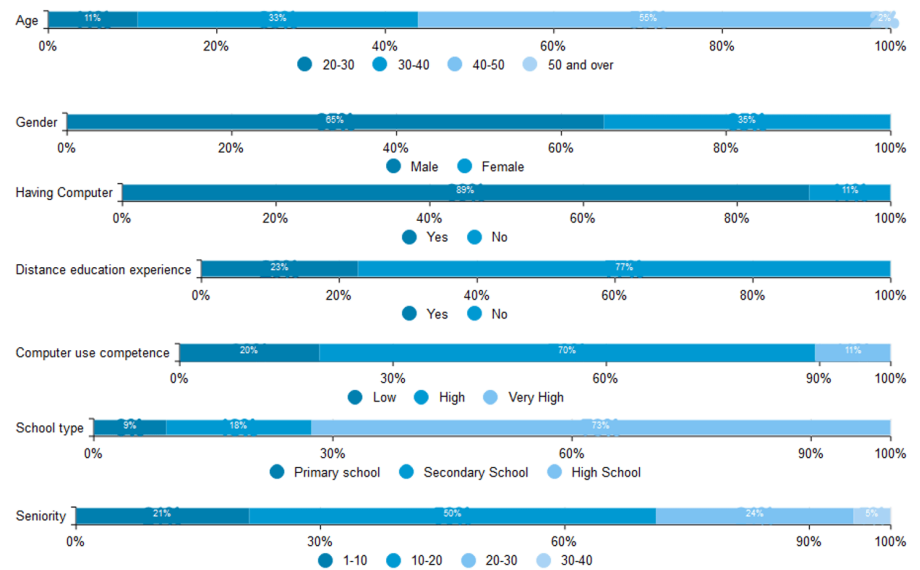 Age 11% 33% 55% 2%
0% 20% 40% 60% 80% 100%
20-30 30-40 40-50 50 and over
Gender 65% 35%
0% 20% 40% 60% 80% 100%
Male Female
Having Computer 89% 11%
0% 20% 40% 60% 80% 100%
Yes No
Distance education experience 23% 77%
0% 20% 40% 60% 80% 100%
Yes No
Computer use competence 20% 70% 11%
0% 30% 60% 90% 100%
Low High Very High
School type 9% 18% 73%
0% 30% 60% 90% 100%
Primary school Secondary School High School
Seniority 21% 50% 24% 5%
0% 30% 60% 90% 100%
1-10 10-20 20-30 30-40